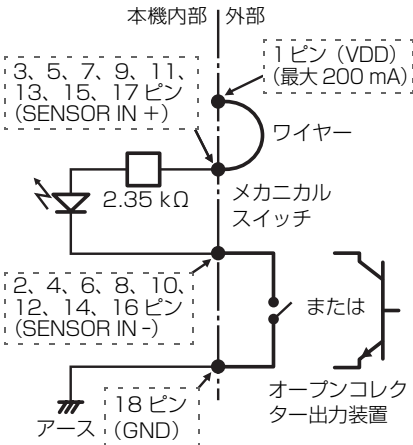 本機内部 外部
1ピン（VDD）
（最大 200 mA）
3、5、7、9、11、
13、15、17ピン
（SENSOR IN +）
ワイヤー
2.35 kΩ
メカニカル
スイッチ
2、4、6、8、10、
12、14、16ピン
（SENSOR IN -）
または
オープンコレク
ター出力装置
18ピン
（GND）
アース